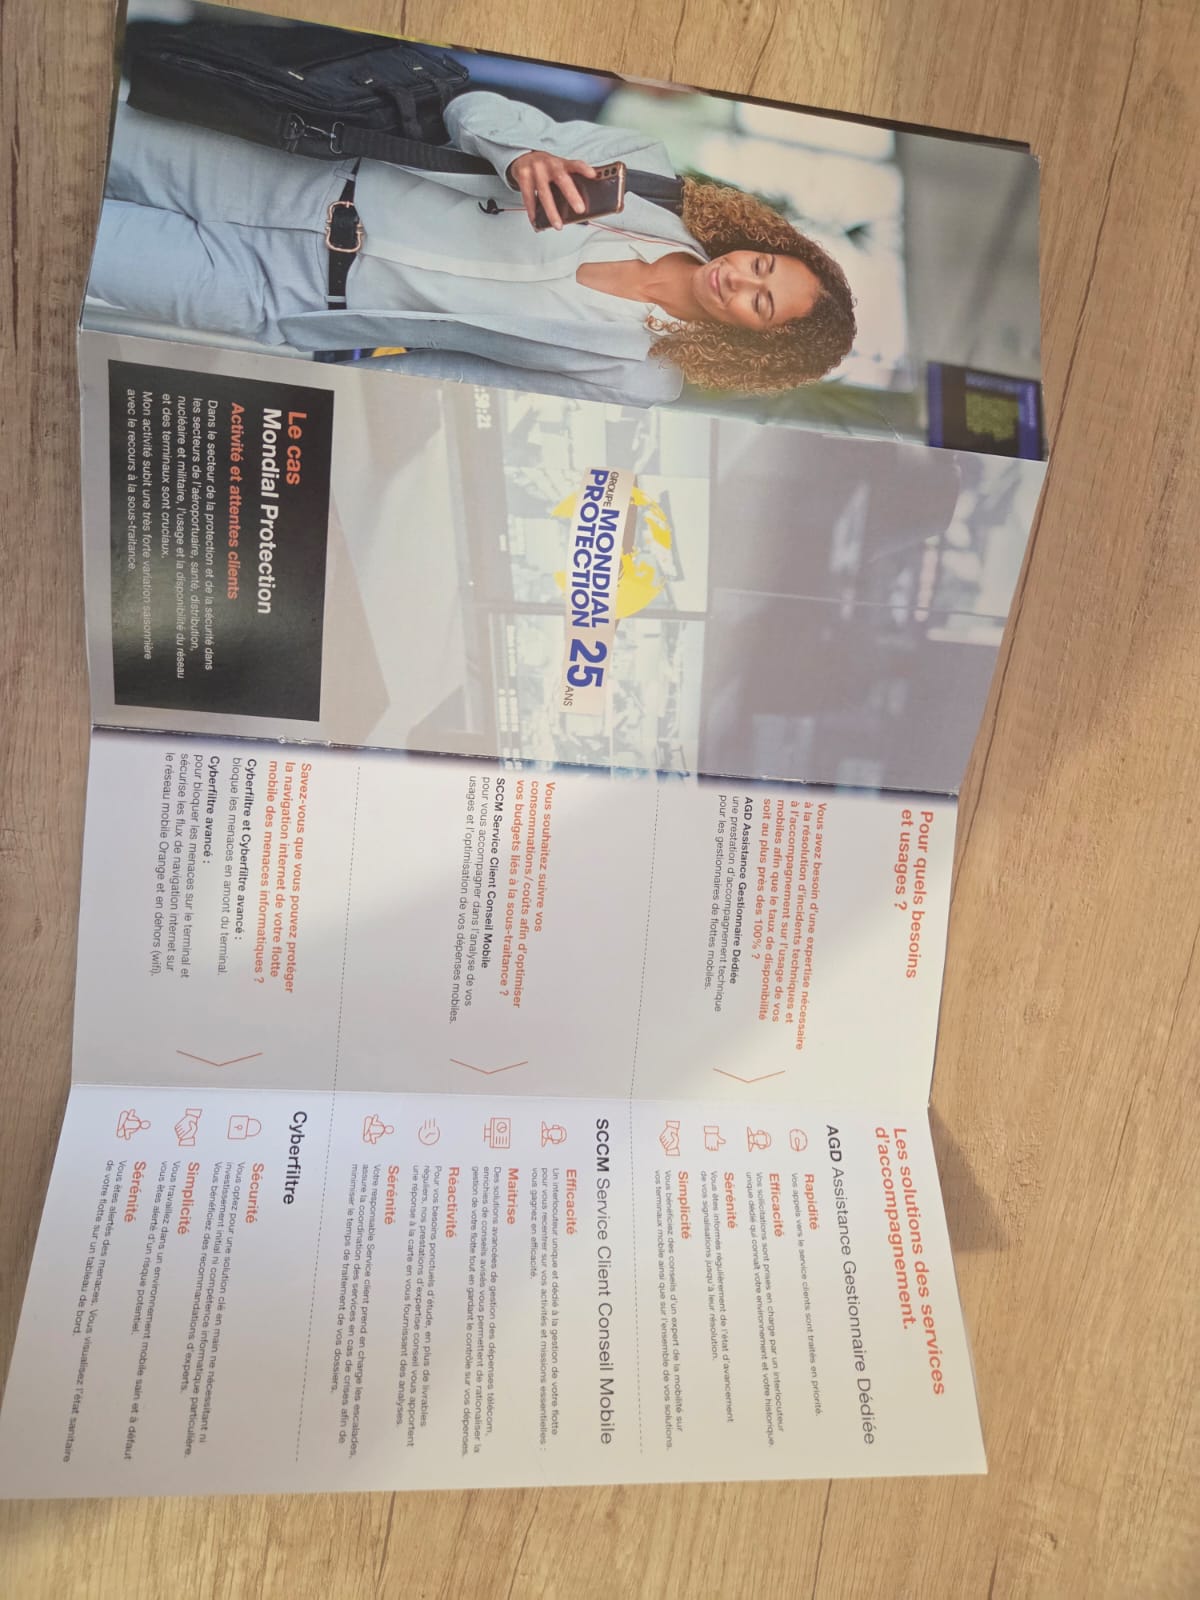 :50:21
GROUPE
MONDIAL
PROTECTION 25
ANS
Le cas
Mondial Protection
Activité et attentes clients
Dans le secteur de la protection et de la sécurité dans
les secteurs de l'aéroportuaire, santé, distribution,
nucléaire et militaire, l'usage et la disponibilité du réseau
et des terminaux sont cruciaux.
Mon activité subit une très forte variation saisonnière
avec le recours à la sous-traitance.
Pour quels besoins
et usages ?
Vous avez besoin d'une expertise nécessaire
à la résolution d'incidents techniques et
à l'accompagnement sur l'usage de vos
mobiles afin que le taux de disponibilité
soit au plus près des 100% ?
AGD Assistance Gestionnaire Dédiée
une prestation d'accompagnement technique
pour les gestionnaires de flottes mobiles.
Vous souhaitez suivre vos
consommations/coûts afin d'optimiser
vos budgets liés à la sous-traitance ?
SCCM Service Client Conseil Mobile
pour vous accompagner dans l'analyse de vos
usages et l'optimisation de vos dépenses mobiles.
Savez-vous que vous pouvez protéger
la navigation internet de votre flotte
mobile des menaces informatiques ?
Cyberfiltre et Cyberfiltre avancé :
bloque les menaces en amont du terminal.
Cyberfiltre avancé :
pour bloquer les menaces sur le terminal et
sécurise les flux de navigation internet sur
le réseau mobile Orange et en dehors (wifi).
Les solutions des services
d'accompagnement.
AGD Assistance Gestionnaire Dédiée
Rapidité
Vos appels vers le service clients sont traités en priorité.
Efficacité
Vos sollicitations sont prises en charge par un interlocuteur
unique dédié qui connaît votre environnement et votre historique.
Sérénité
Vous êtes informés régulièrement de l'état d'avancement
de vos signalisations jusqu'à leur résolution.
Simplicité
Vous bénéficiez des conseils d'un expert de la mobilité sur
vos terminaux mobile ainsi que sur l'ensemble de vos solutions.
SCCM Service Client Conseil Mobile
Efficacité
Un interlocuteur unique et dédié à la gestion de votre flotte
pour vous recentrer sur vos activités et missions essentielles :
vous gagnez en efficacité.
Maitrise
Des solutions avancées de gestion des dépenses télécom,
enrichies de conseils avisés vous permettent de rationaliser la
gestion de votre flotte tout en gardant le contrôle sur vos dépenses.
Réactivité
Pour vos besoins ponctuels d'étude, en plus de livrables
réguliers, nos prestations d'expertise conseil vous apportent
une réponse à la carte en vous fournissant des analyses.
Sérénité
Votre responsable Service client prend en charge les escalades,
assure la coordination des services en cas de crises afin de
minimiser le temps de traitement de vos dossiers.
Cyberfiltre
Sécurité
Vous optez pour une solution clé en main ne nécessitant ni
investissement initial ni compétence informatique particulière.
Vous bénéficiez des recommandations d'experts.
Simplicité
Vous travaillez dans un environnement mobile sain et à défaut
vous êtes alerté d'un risque potentiel.
Sérénité
Vous êtes alertés des menaces. Vous visualisez l'état sanitaire
de votre flotte sur un tableau de bord.